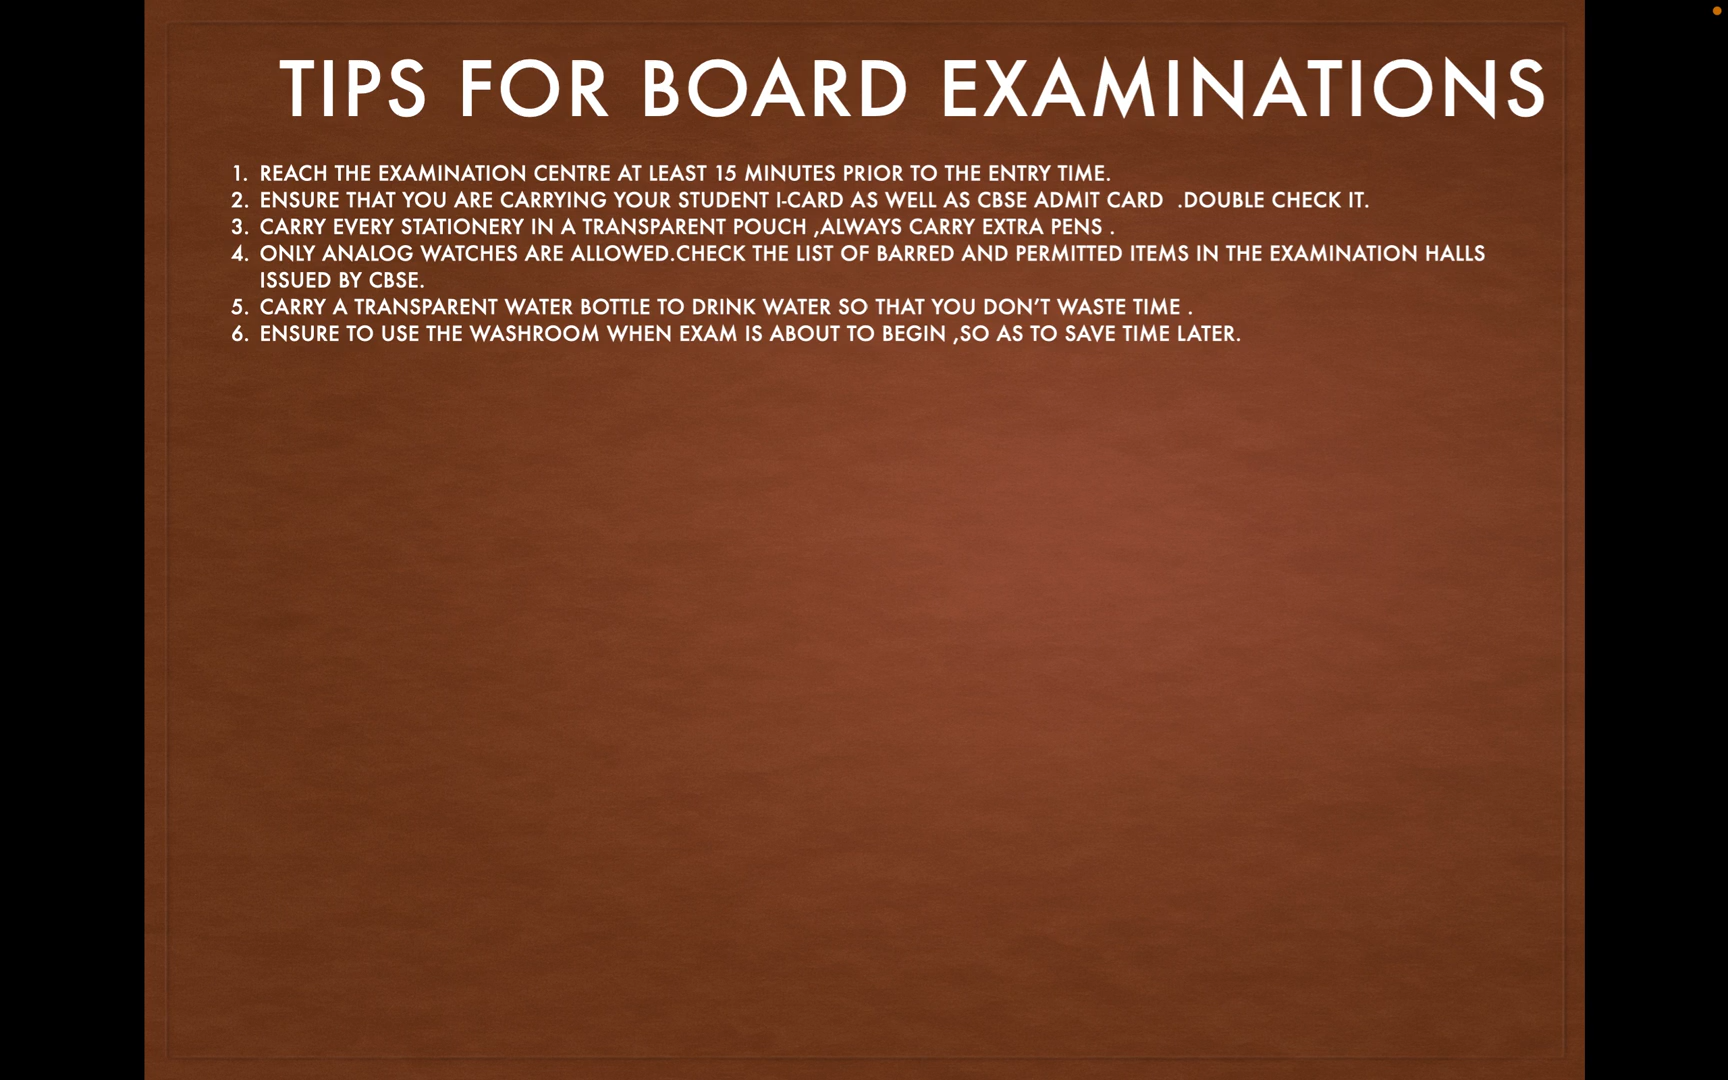 TIPS FOR BOARD EXAMINATIONS
1. REACH THE EXAMINATION CENTRE AT LEAST 15 MINUTES PRIOR TO THE ENTRY TIME.
2. ENSURE THAT YOU ARE CARRYING YOUR STUDENT I-CARD AS WELL AS CBSE ADMIT CARD  .DOUBLE CHECK IT.
3. CARRY EVERY STATIONERY IN A TRANSPARENT POUCH ,ALWAYS CARRY EXTRA PENS .
4. ONLY ANALOG WATCHES ARE ALLOWED.CHECK THE LIST OF BARRED AND PERMITTED ITEMS IN THE EXAMINATION HALLS
ISSUED BY CBSE.
5. CARRY A TRANSPARENT WATER BOTTLE TO DRINK WATER SO THAT YOU DON’T WASTE TIME .
6. ENSURE TO USE THE WASHROOM WHEN EXAM IS ABOUT TO BEGIN ,SO AS TO SAVE TIME LATER.